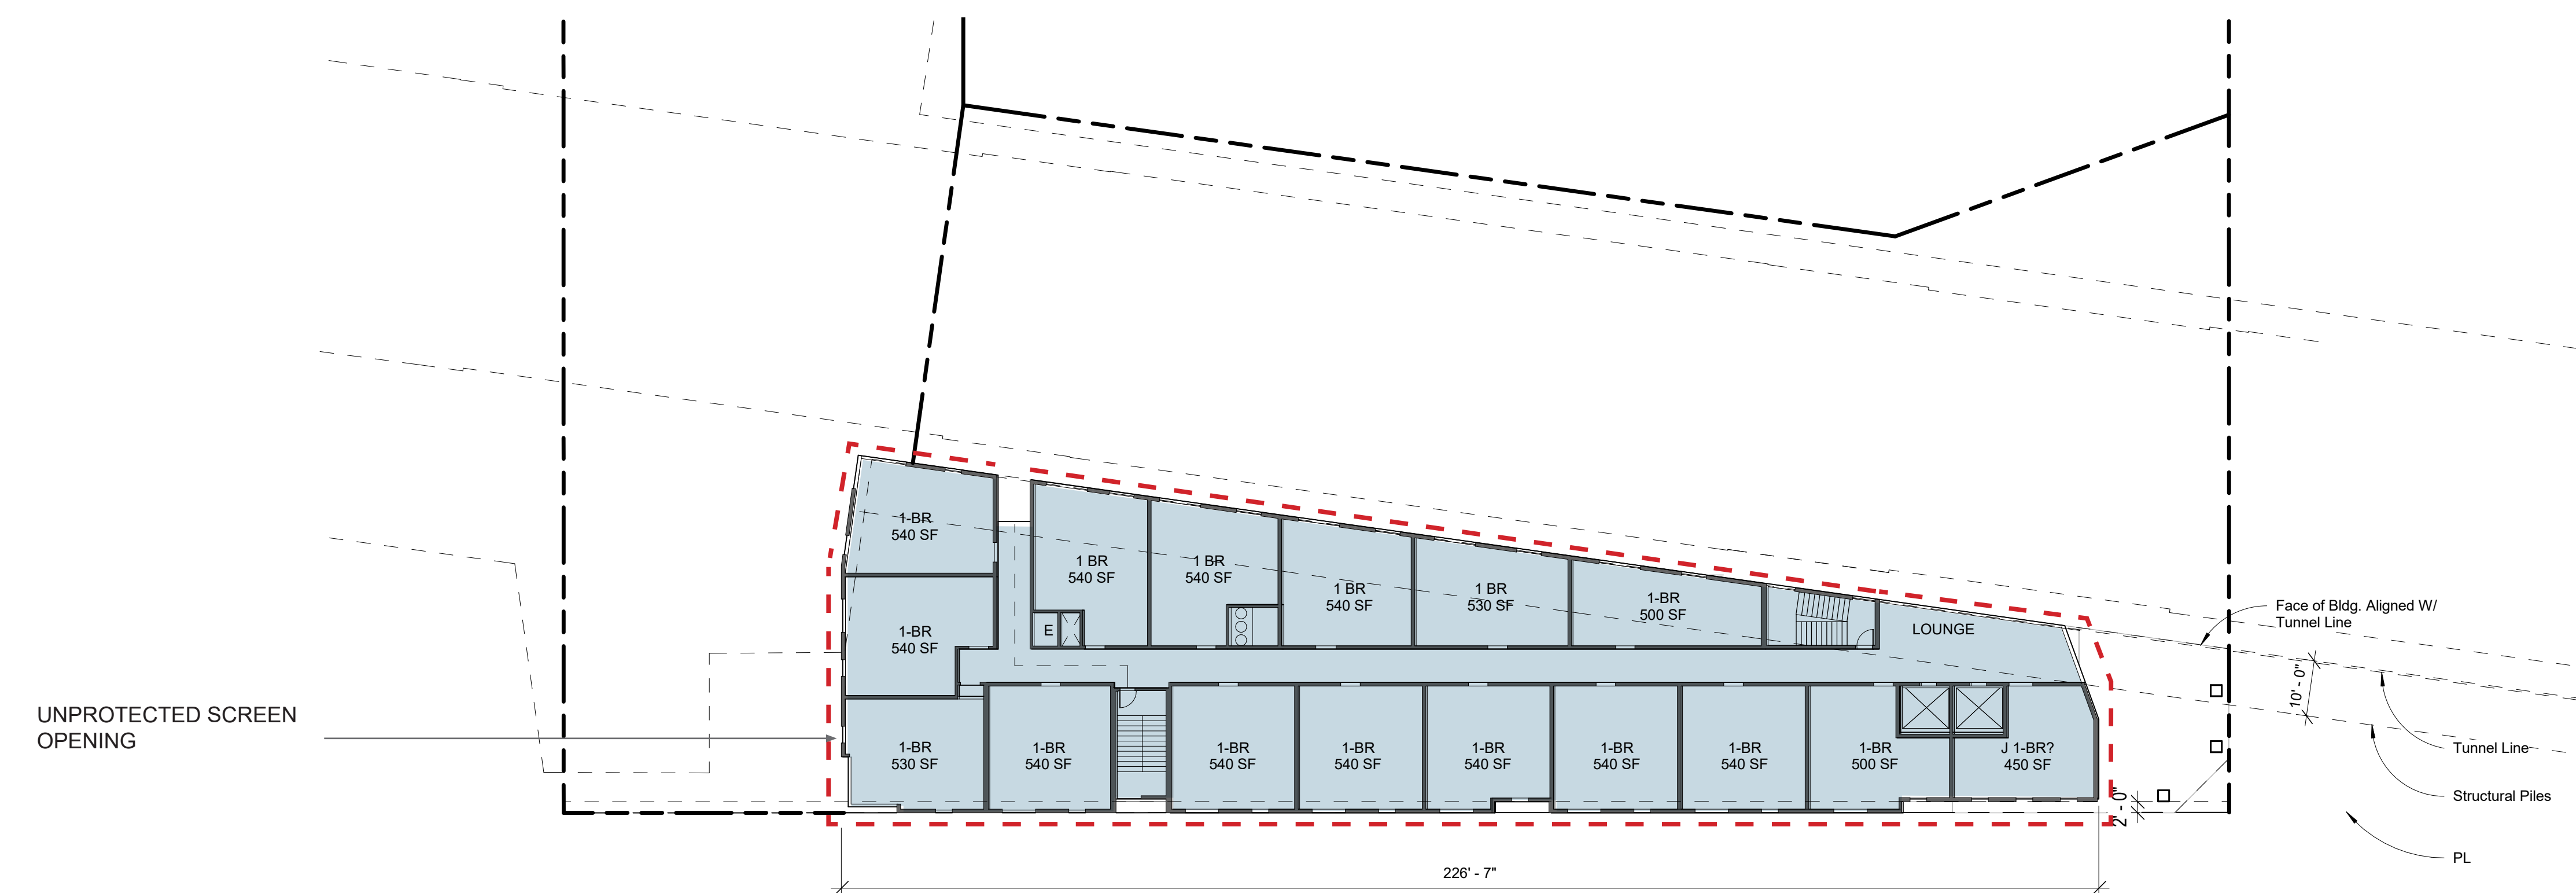 1-BR
540 SF
1 BR
540 SF
1 BR
540 SF
1 BR
540 SF
1 BR
530 SF
1-BR
500 SF
LOUNGE
Face of Bldg. Aligned W/
Tunnel Line
1-BR
540 SF
E
10' - 0"
UNPROTECTED SCREEN
OPENING
1-BR
530 SF
1-BR
540 SF
1-BR
540 SF
1-BR
540 SF
1-BR
540 SF
1-BR
540 SF
1-BR
540 SF
1-BR
500 SF
J 1-BR?
450 SF
Tunnel Line
Structural Piles
2' - 0"
PL
226' - 7"